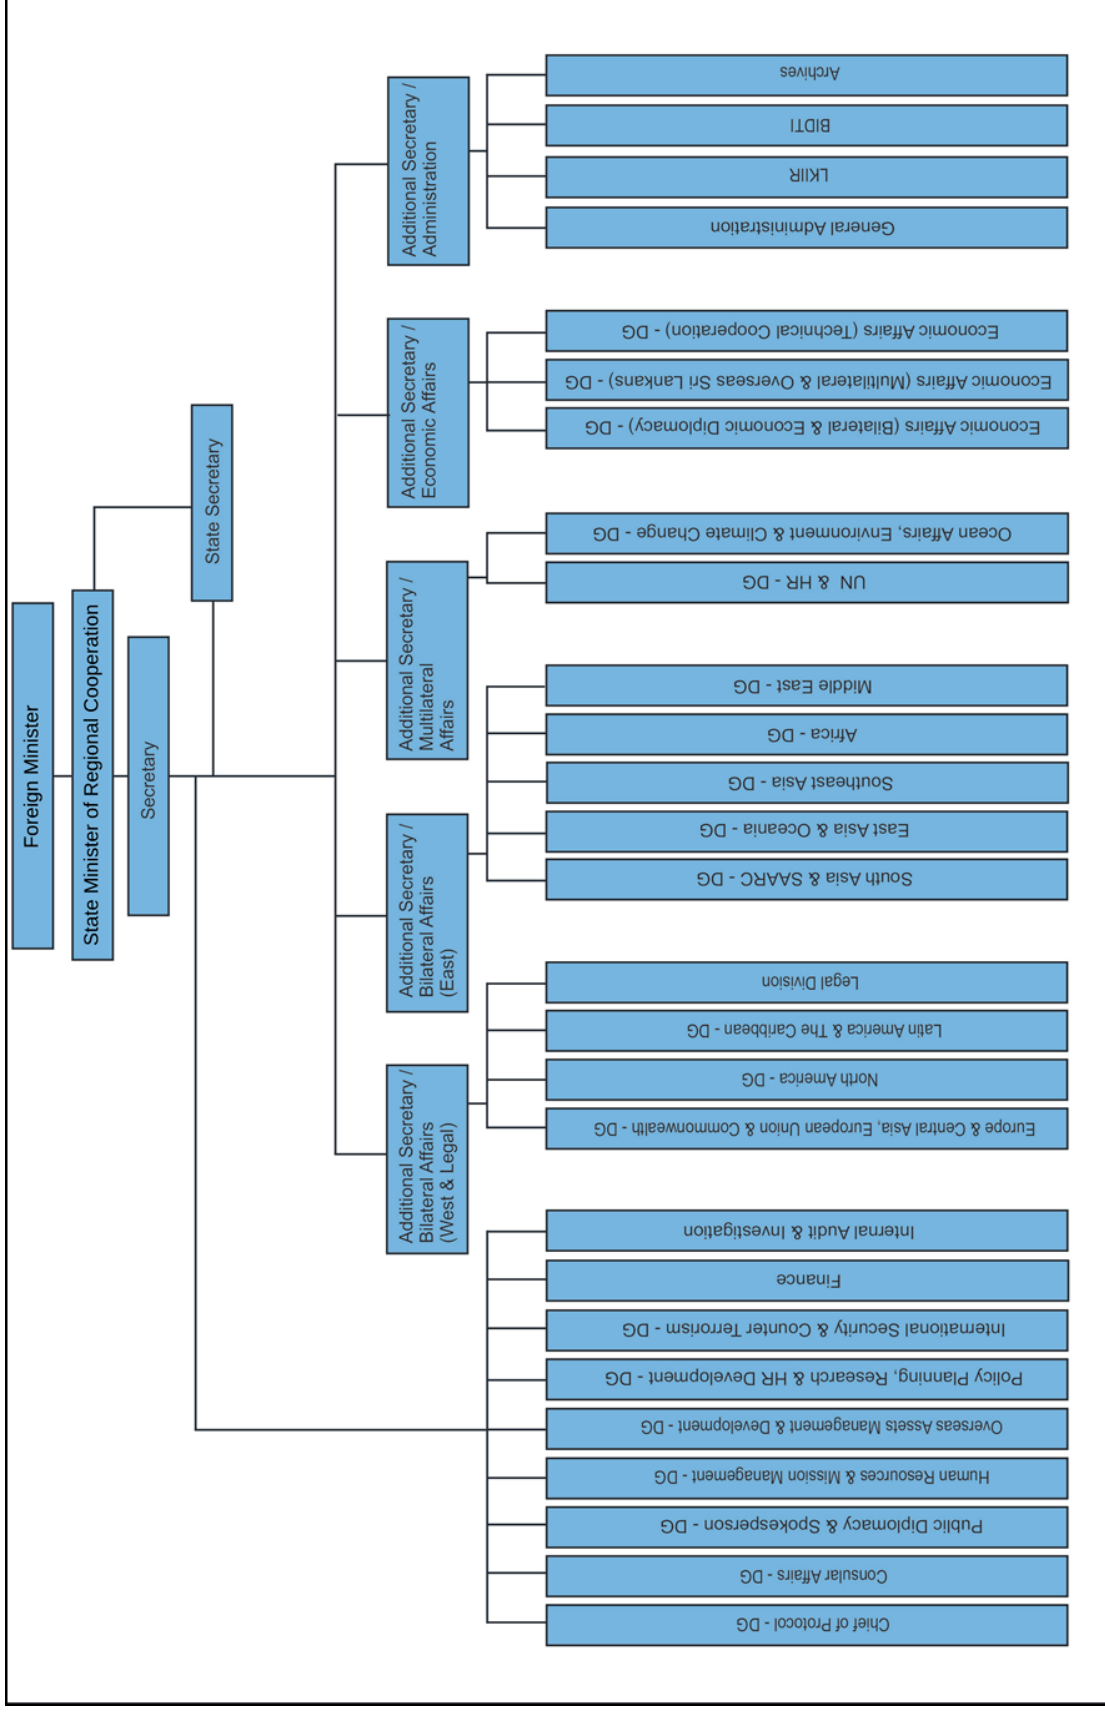 Foreign Minister
State Minister of Regional Cooperation
Secretary
State Secretary
Additional Secretary /
Bilateral Affairs
(West & Legal)
Additional Secretary /
Bilateral Affairs
(East)
Additional Secretary /
Multilateral
Affairs
Additional Secretary /
Economic Affairs
Additional Secretary /
Administration
Chief of Protocol - DG
Consular Affairs - DG
Public Diplomacy & Spokesperson - DG
Human Resources & Mission Management - DG
Overseas Assets Management & Development - DG
Policy Planning, Research & HR Development - DG
International Security & Counter Terrorism - DG
Finance
Internal Audit & Investigation
Europe & Central Asia, European Union & Commonwealth - DG
North America - DG
Latin America & The Caribbean - DG
Legal Division
South Asia & SAARC - DG
East Asia & Oceania - DG
Southeast Asia - DG
Africa - DG
Middle East - DG
UN & HR - DG
Ocean Affairs, Environment & Climate Change - DG
Economic Affairs (Bilateral & Economic Diplomacy) - DG
Economic Affairs (Multilateral & Overseas Sri Lankans) - DG
Economic Affairs (Technical Cooperation) - DG
General Administration
LKIIR
BIDTI
Archives